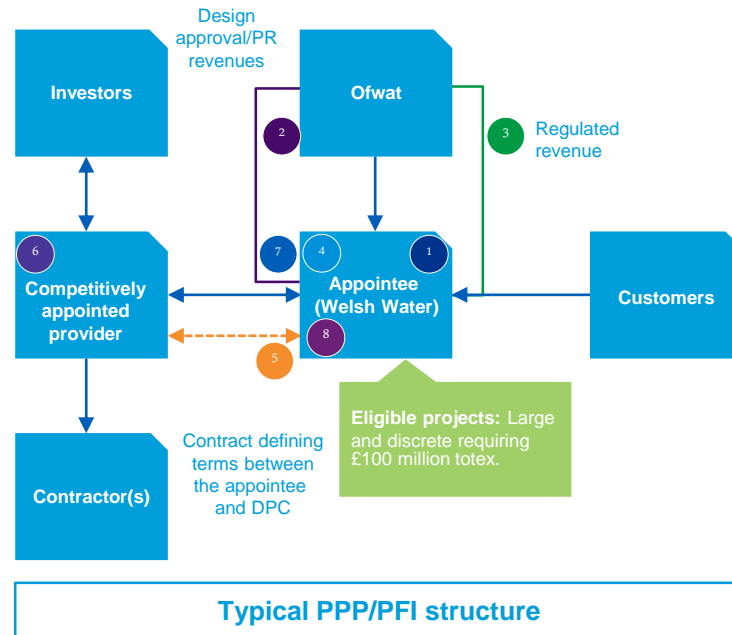 Design
approval/PR
revenues
Investors
Ofwat
2
3
Regulated
revenue
6
7
4
1
Competitively
appointed
provider
Appointee
(Welsh Water)
Customers
8
5
Eligible projects: Large
and discrete requiring
£100 million totex.
Contract defining
terms between
the appointee
and DPC
Contractor(s)
Typical PPP/PFI structure